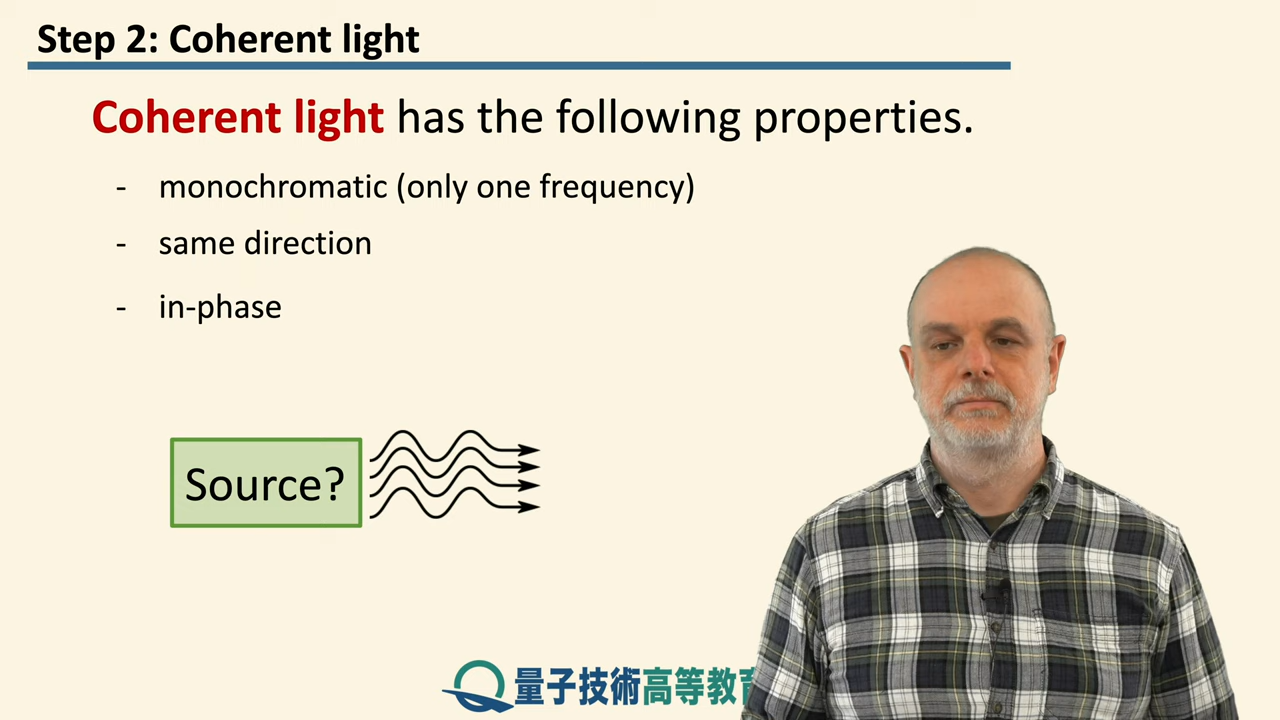 Step 2: Coherent light
Coherent light has the following properties.
- monochromatic (only one frequency)
- same direction
- in-phase
Source?
量子技術高等教育